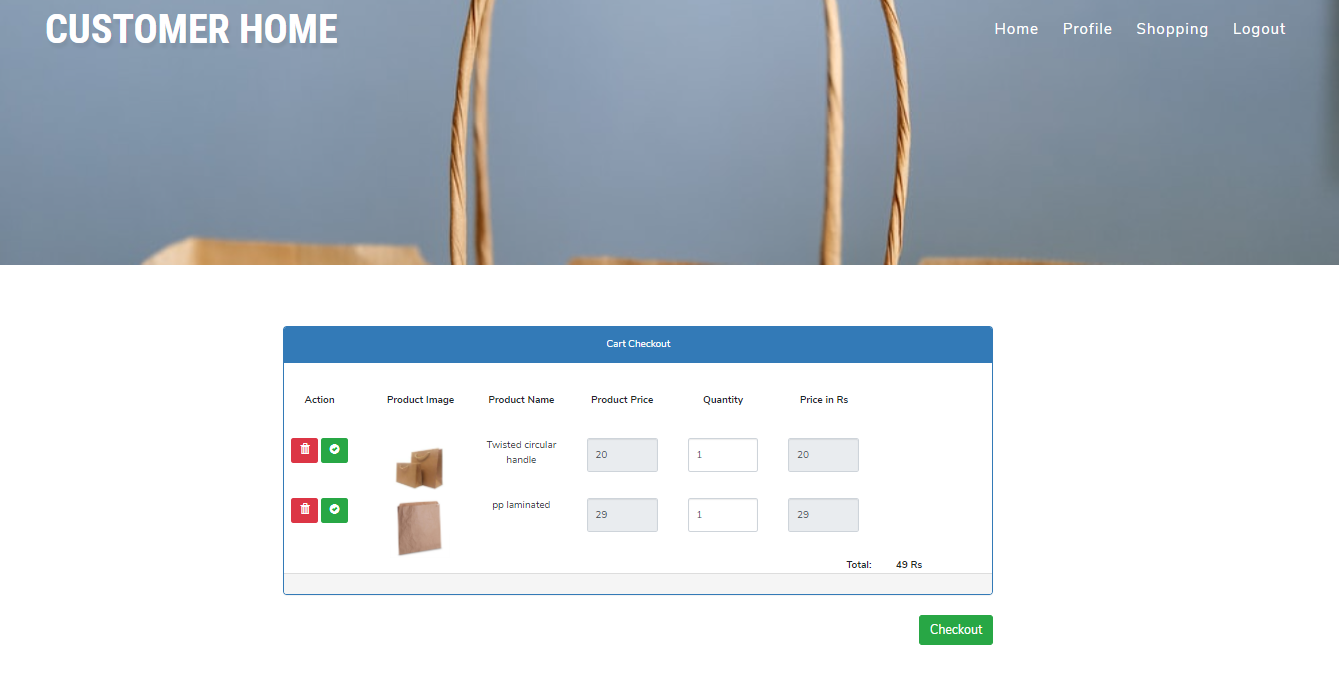 CUSTOMER HOME
Home Profile Shopping Logout
Cart Checkout
Action Product Image Product Name Product Price Quantity Price in Rs
Twisted circular
handle
20 1 20
pp laminated
29 1 29
Total: 49 Rs
Checkout